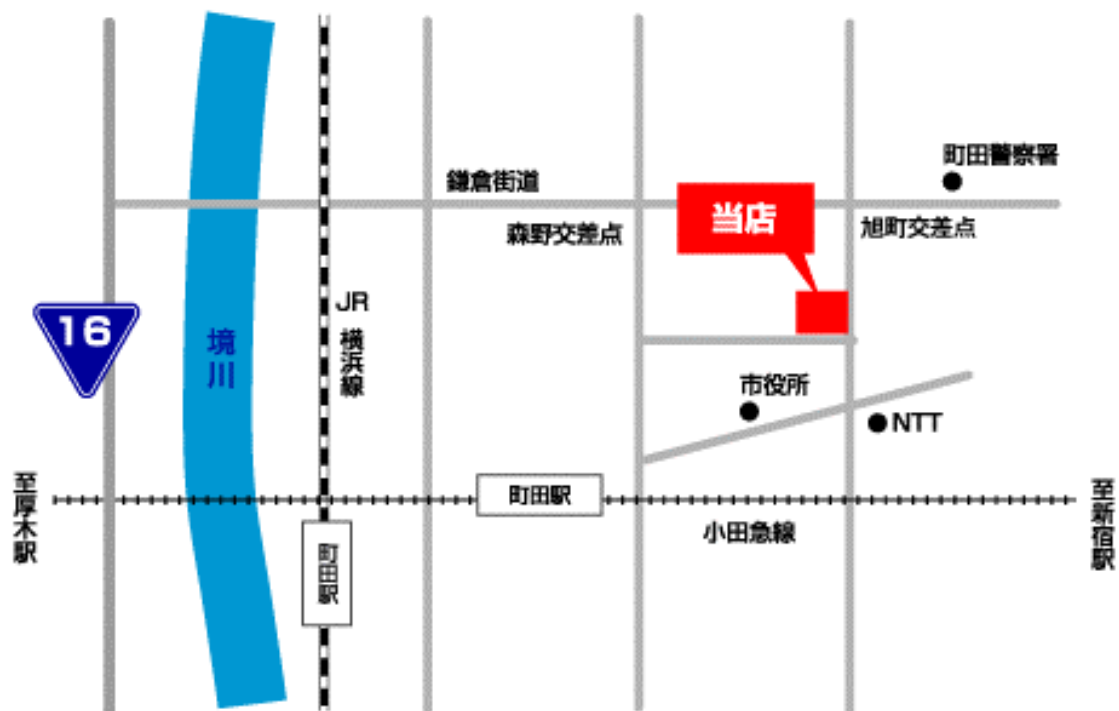 町田警察署
鎌倉街道
当店
森野交差点
旭町交差点
16
JR
横浜線
境川
市役所
NTT
至厚木駅
町田駅
至新宿駅
小田急線
町田駅